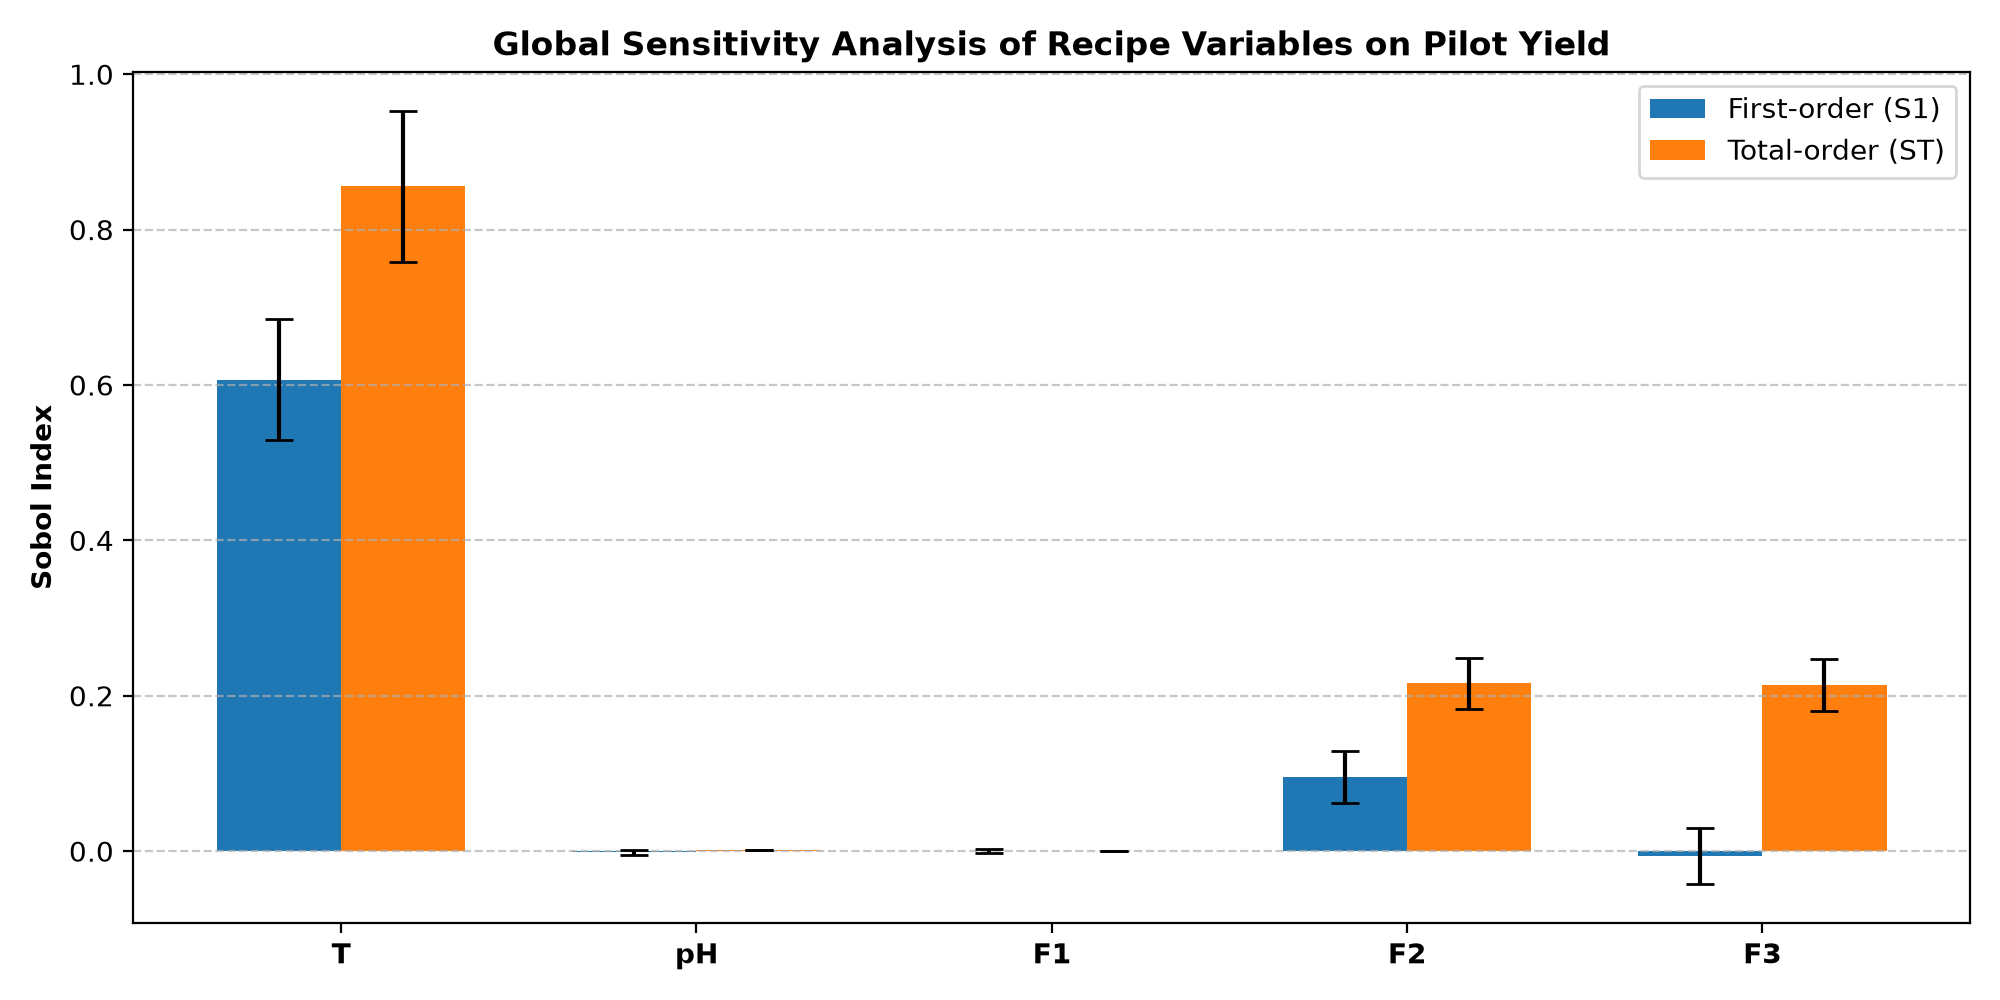 Global Sensitivity Analysis of Recipe Variables on Pilot Yield
First-order (S1)
Total-order (ST)
Sobol Index
1.0
0.8
0.6
0.4
0.2
0.0
T
pH
F1
F2
F3